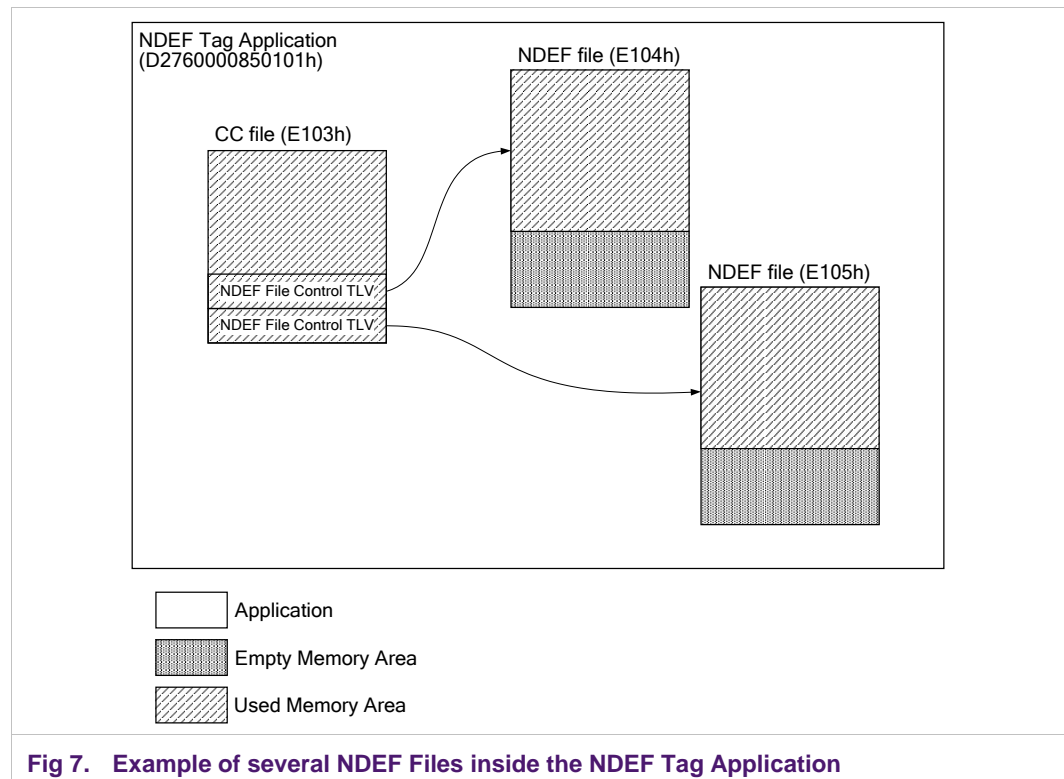 NDEF Tag Application
(D2760000850101h)
NDEF file (E104h)
CC file (E103h)
NDEF File Control TLV
NDEF File Control TLV
NDEF file (E105h)
Application
Empty Memory Area
Used Memory Area
Fig 7. Example of several NDEF Files inside the NDEF Tag Application